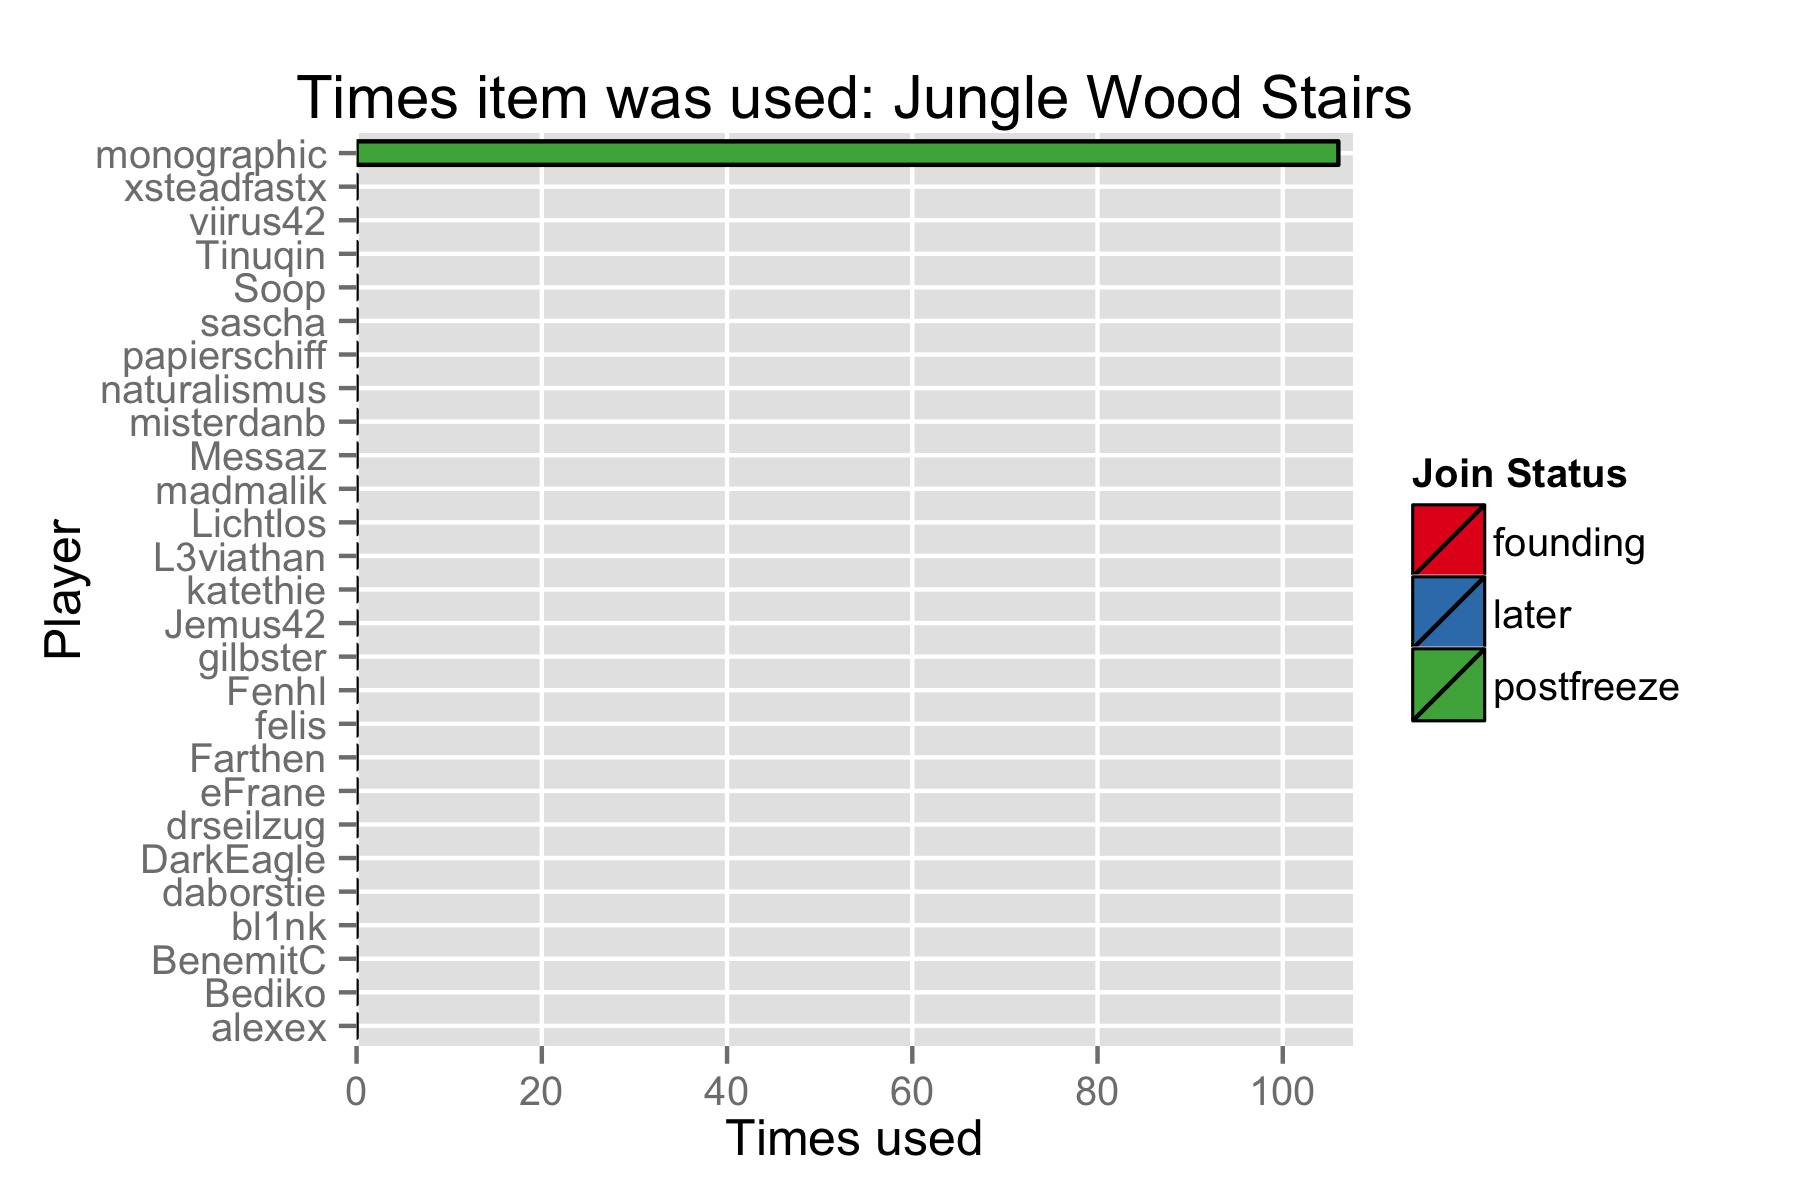 Times item was used: Jungle Wood Stairs
monographic
xsteadfastx
viirus42
Tinuqin
Soop
sascha
papierschiff
naturalismus
misterdanb
Messaz
madmalik
Lichtlos
L3viathan
katethie
Jemus42
gilbster
Fenhl
felis
Farthen
eFrane
drseilzug
DarkEagle
daborstie
bl1nk
BenemitC
Bediko
alexex
Player
0 20 40 60 80 100
Times used
Join Status
founding
later
postfreeze